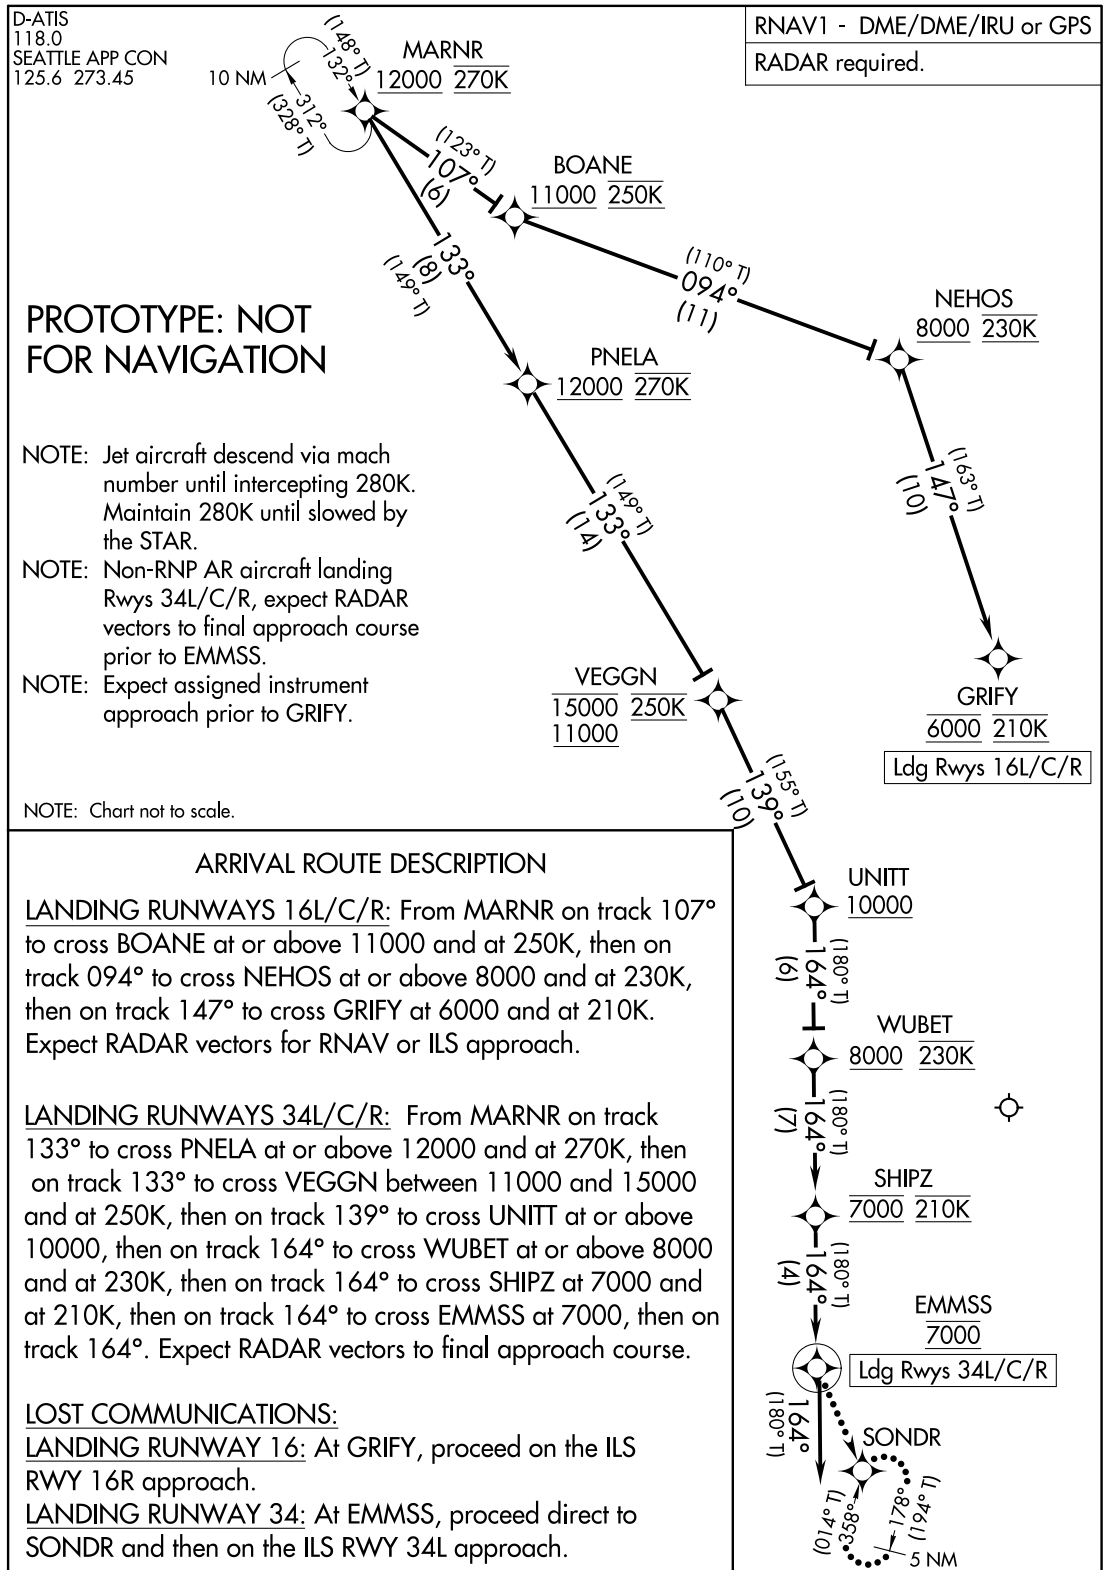 D-ATIS
118.0
SEATTLE APP CON
125.6 273.45
RNAV1 - DME/DME/IRU or GPS
RADAR required.
MARNR
12000 270K
10 NM
(148° T)
132°
312°
(328° T)
(123° T)
107°
(6)
BOANE
11000 250K
133°
(8)
(149° T)
(110° T)
094°
(11)
NEHOS
8000 230K
PROTOTYPE: NOT
FOR NAVIGATION
PNELA
12000 270K
(163° T)
147°
(10)
(149° T)
133°
(14)
NOTE: Jet aircraft descend via mach
number until intercepting 280K.
Maintain 280K until slowed by
the STAR.
NOTE: Non-RNP AR aircraft landing
Rwys 34L/C/R, expect RADAR
vectors to final approach course
prior to EMMSS.
NOTE: Expect assigned instrument
approach prior to GRIFY.
NOTE: Chart not to scale.
VEGGN
15000 250K
11000
GRIFY
6000 210K
Ldg Rwys 16L/C/R
(155° T)
139°
(10)
UNITT
10000
(180° T)
164°
(6)
WUBET
8000 230K
(180° T)
164°
(7)
SHIPZ
7000 210K
(180° T)
164°
(4)
EMMSS
7000
Ldg Rwys 34L/C/R
164°
(180° T)
SONDR
(014° T)
358°
178°
(194° T)
5 NM
ARRIVAL ROUTE DESCRIPTION
LANDING RUNWAYS 16L/C/R: From MARNR on track 107°
to cross BOANE at or above 11000 and at 250K, then on
track 094° to cross NEHOS at or above 8000 and at 230K,
then on track 147° to cross GRIFY at 6000 and at 210K.
Expect RADAR vectors for RNAV or ILS approach.
LANDING RUNWAYS 34L/C/R: From MARNR on track
133° to cross PNELA at or above 12000 and at 270K, then
on track 133° to cross VEGGN between 11000 and 15000
and at 250K, then on track 139° to cross UNITT at or above
10000, then on track 164° to cross WUBET at or above 8000
and at 230K, then on track 164° to cross SHIPZ at 7000 and
at 210K, then on track 164° to cross EMMSS at 7000, then on
track 164°. Expect RADAR vectors to final approach course.
LOST COMMUNICATIONS:
LANDING RUNWAY 16: At GRIFY, proceed on the ILS
RWY 16R approach.
LANDING RUNWAY 34: At EMMSS, proceed direct to
SONDR and then on the ILS RWY 34L approach.